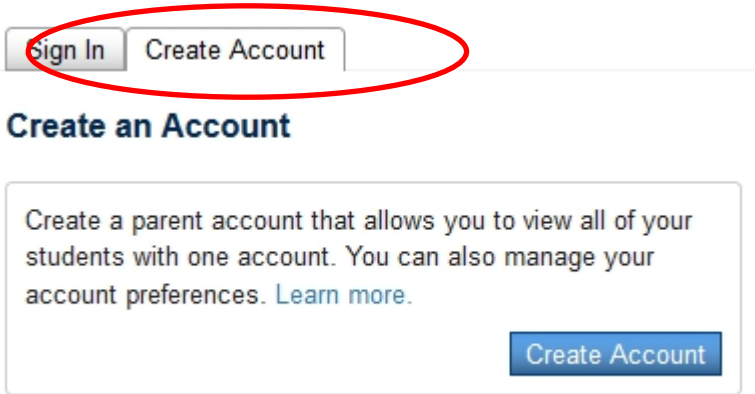 Sign In Create Account
Create an Account
Create a parent account that allows you to view all of your
students with one account. You can also manage your
account preferences. Learn more.
Create Account